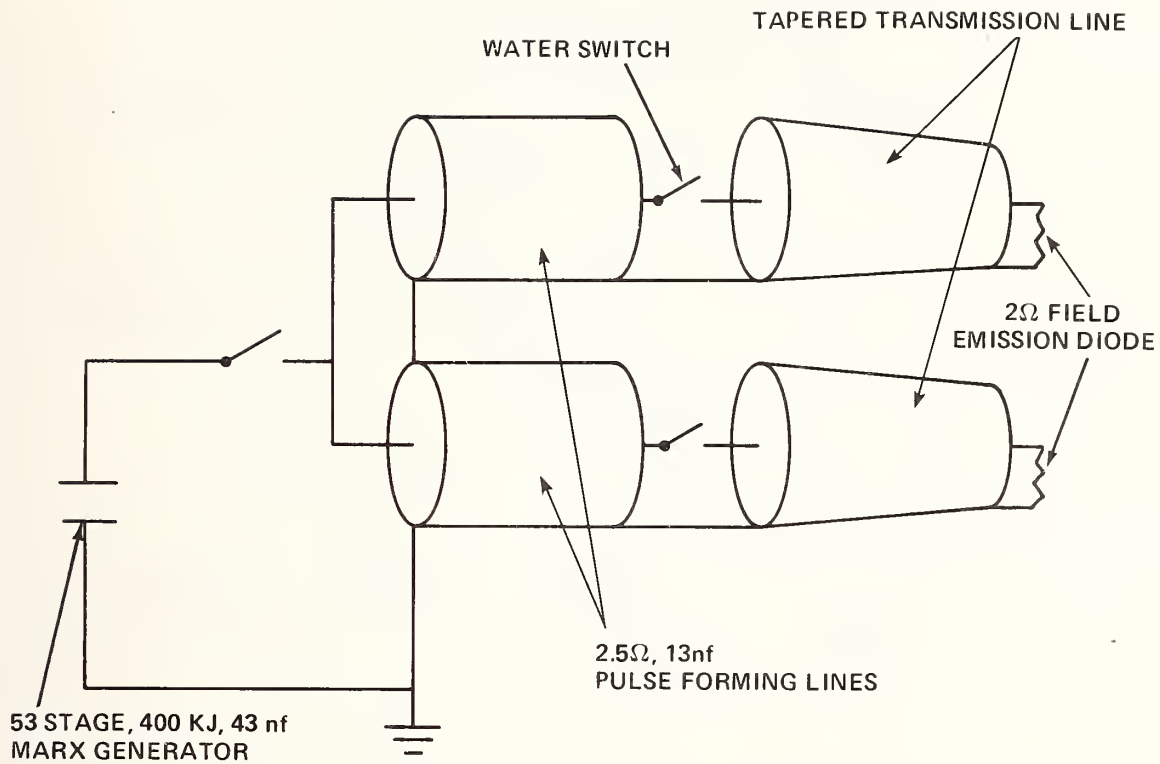 TAPERED TRANSMISSION LINE
WATER SWITCH
2Ω FIELD
EMISSION DIODE
2.5Ω, 13nf
PULSE FORMING LINES
53 STAGE, 400 KJ, 43 nf
MARX GENERATOR